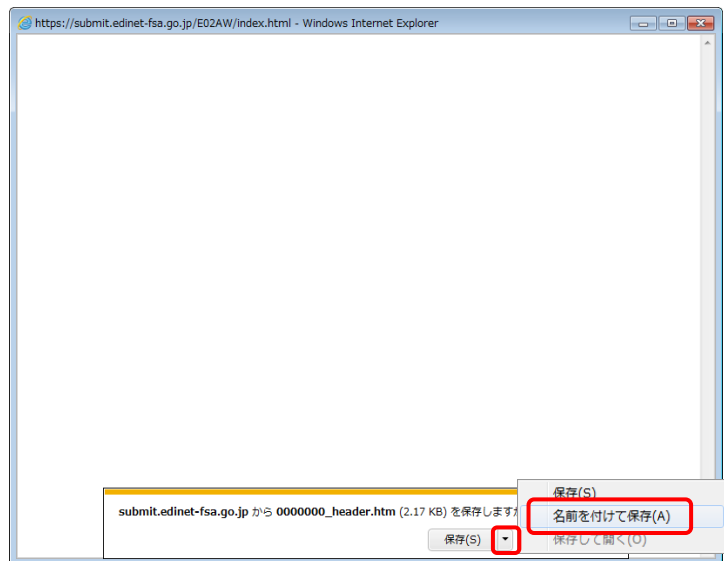 https://submit.edinet-fsa.go.jp/E02AW/index.html - Windows Internet Explorer
保存(S)
submit.edinet-fsa.go.jp から 0000000_header.htm (2.17 KB) を保存します
名前を付けて保存(A)
保存(S)
保存して開く(O)